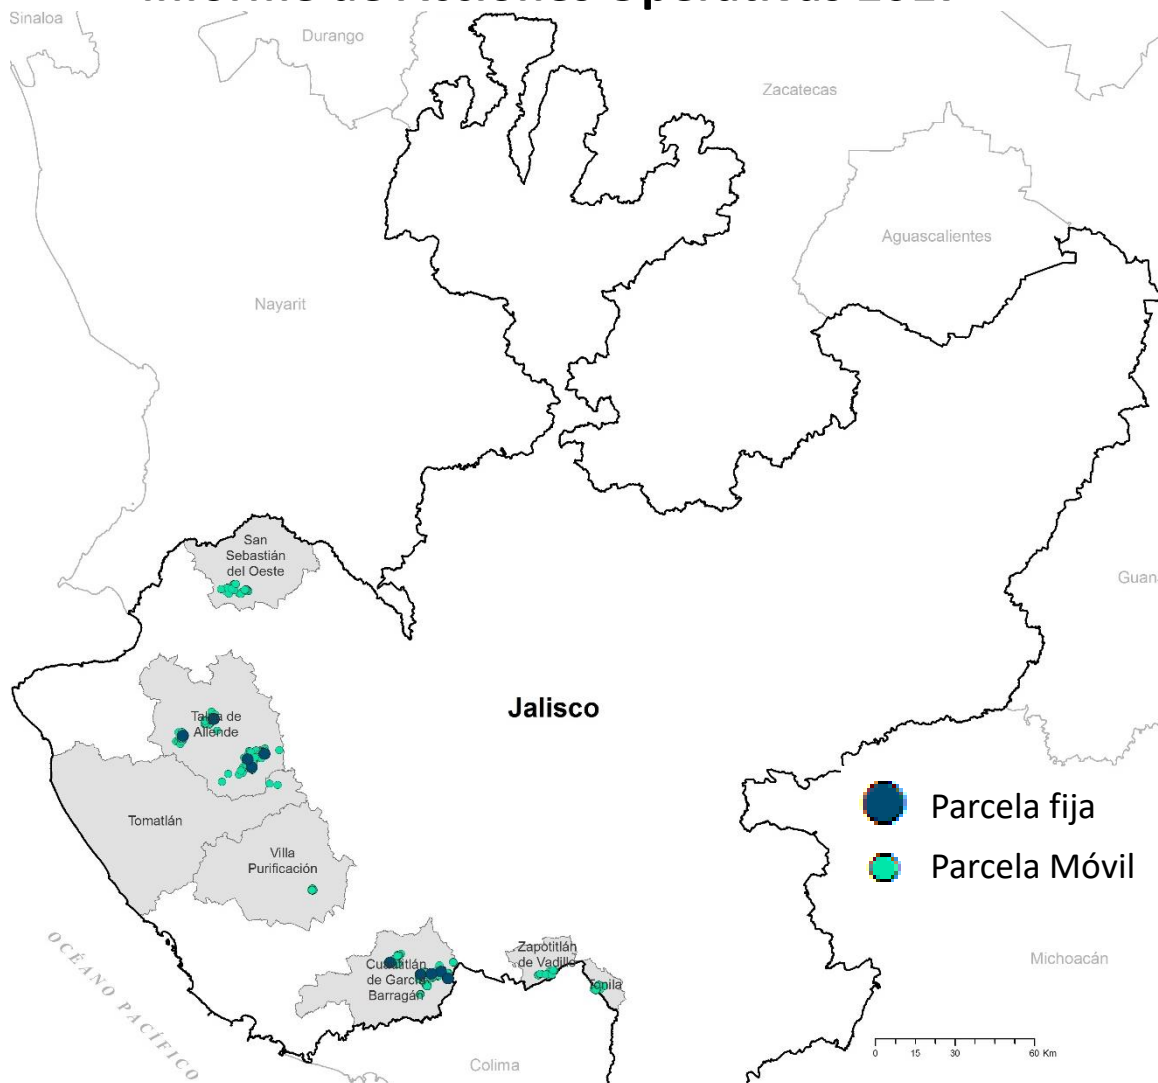 Sinaloa
Durango
Zacatecas
Aguascalientes
Nayarit
San
Sebastián
del Oeste
Guana
Jalisco
Talpa de
Allende
Parcela fija
Tomatlán
Villa
Purificación
Parcela Móvil
OCÉANO PACÍFICO
Zapotitlán
de Vadillo
Michoacán
Cuautitlán
de García
Barragán
Tonila
0 15 30 60 Km
Colima